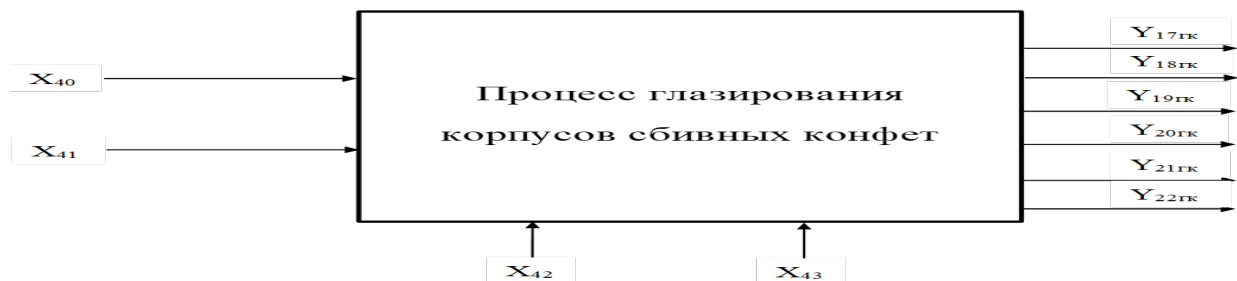 Y17гк
Y18гк
X40
Y19гк
Процесс глазирования
корпусов сбивных конфет
Y20гк
X41
Y21гк
Y22гк
X42
X43